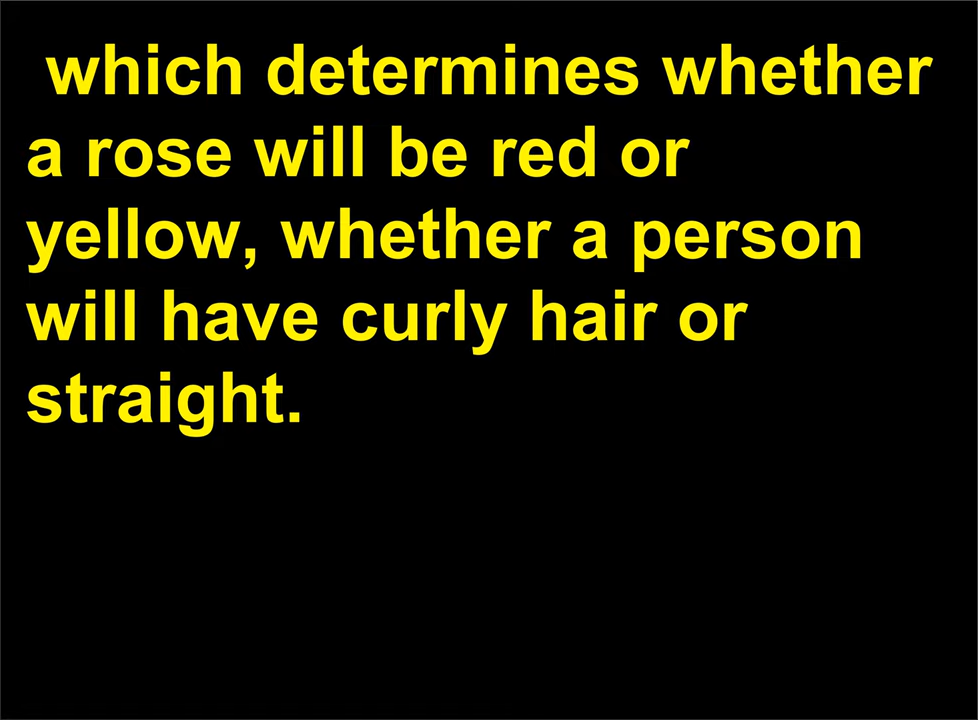 which determines whether
a rose will be red or
yellow, whether a person
will have curly hair or
straight.